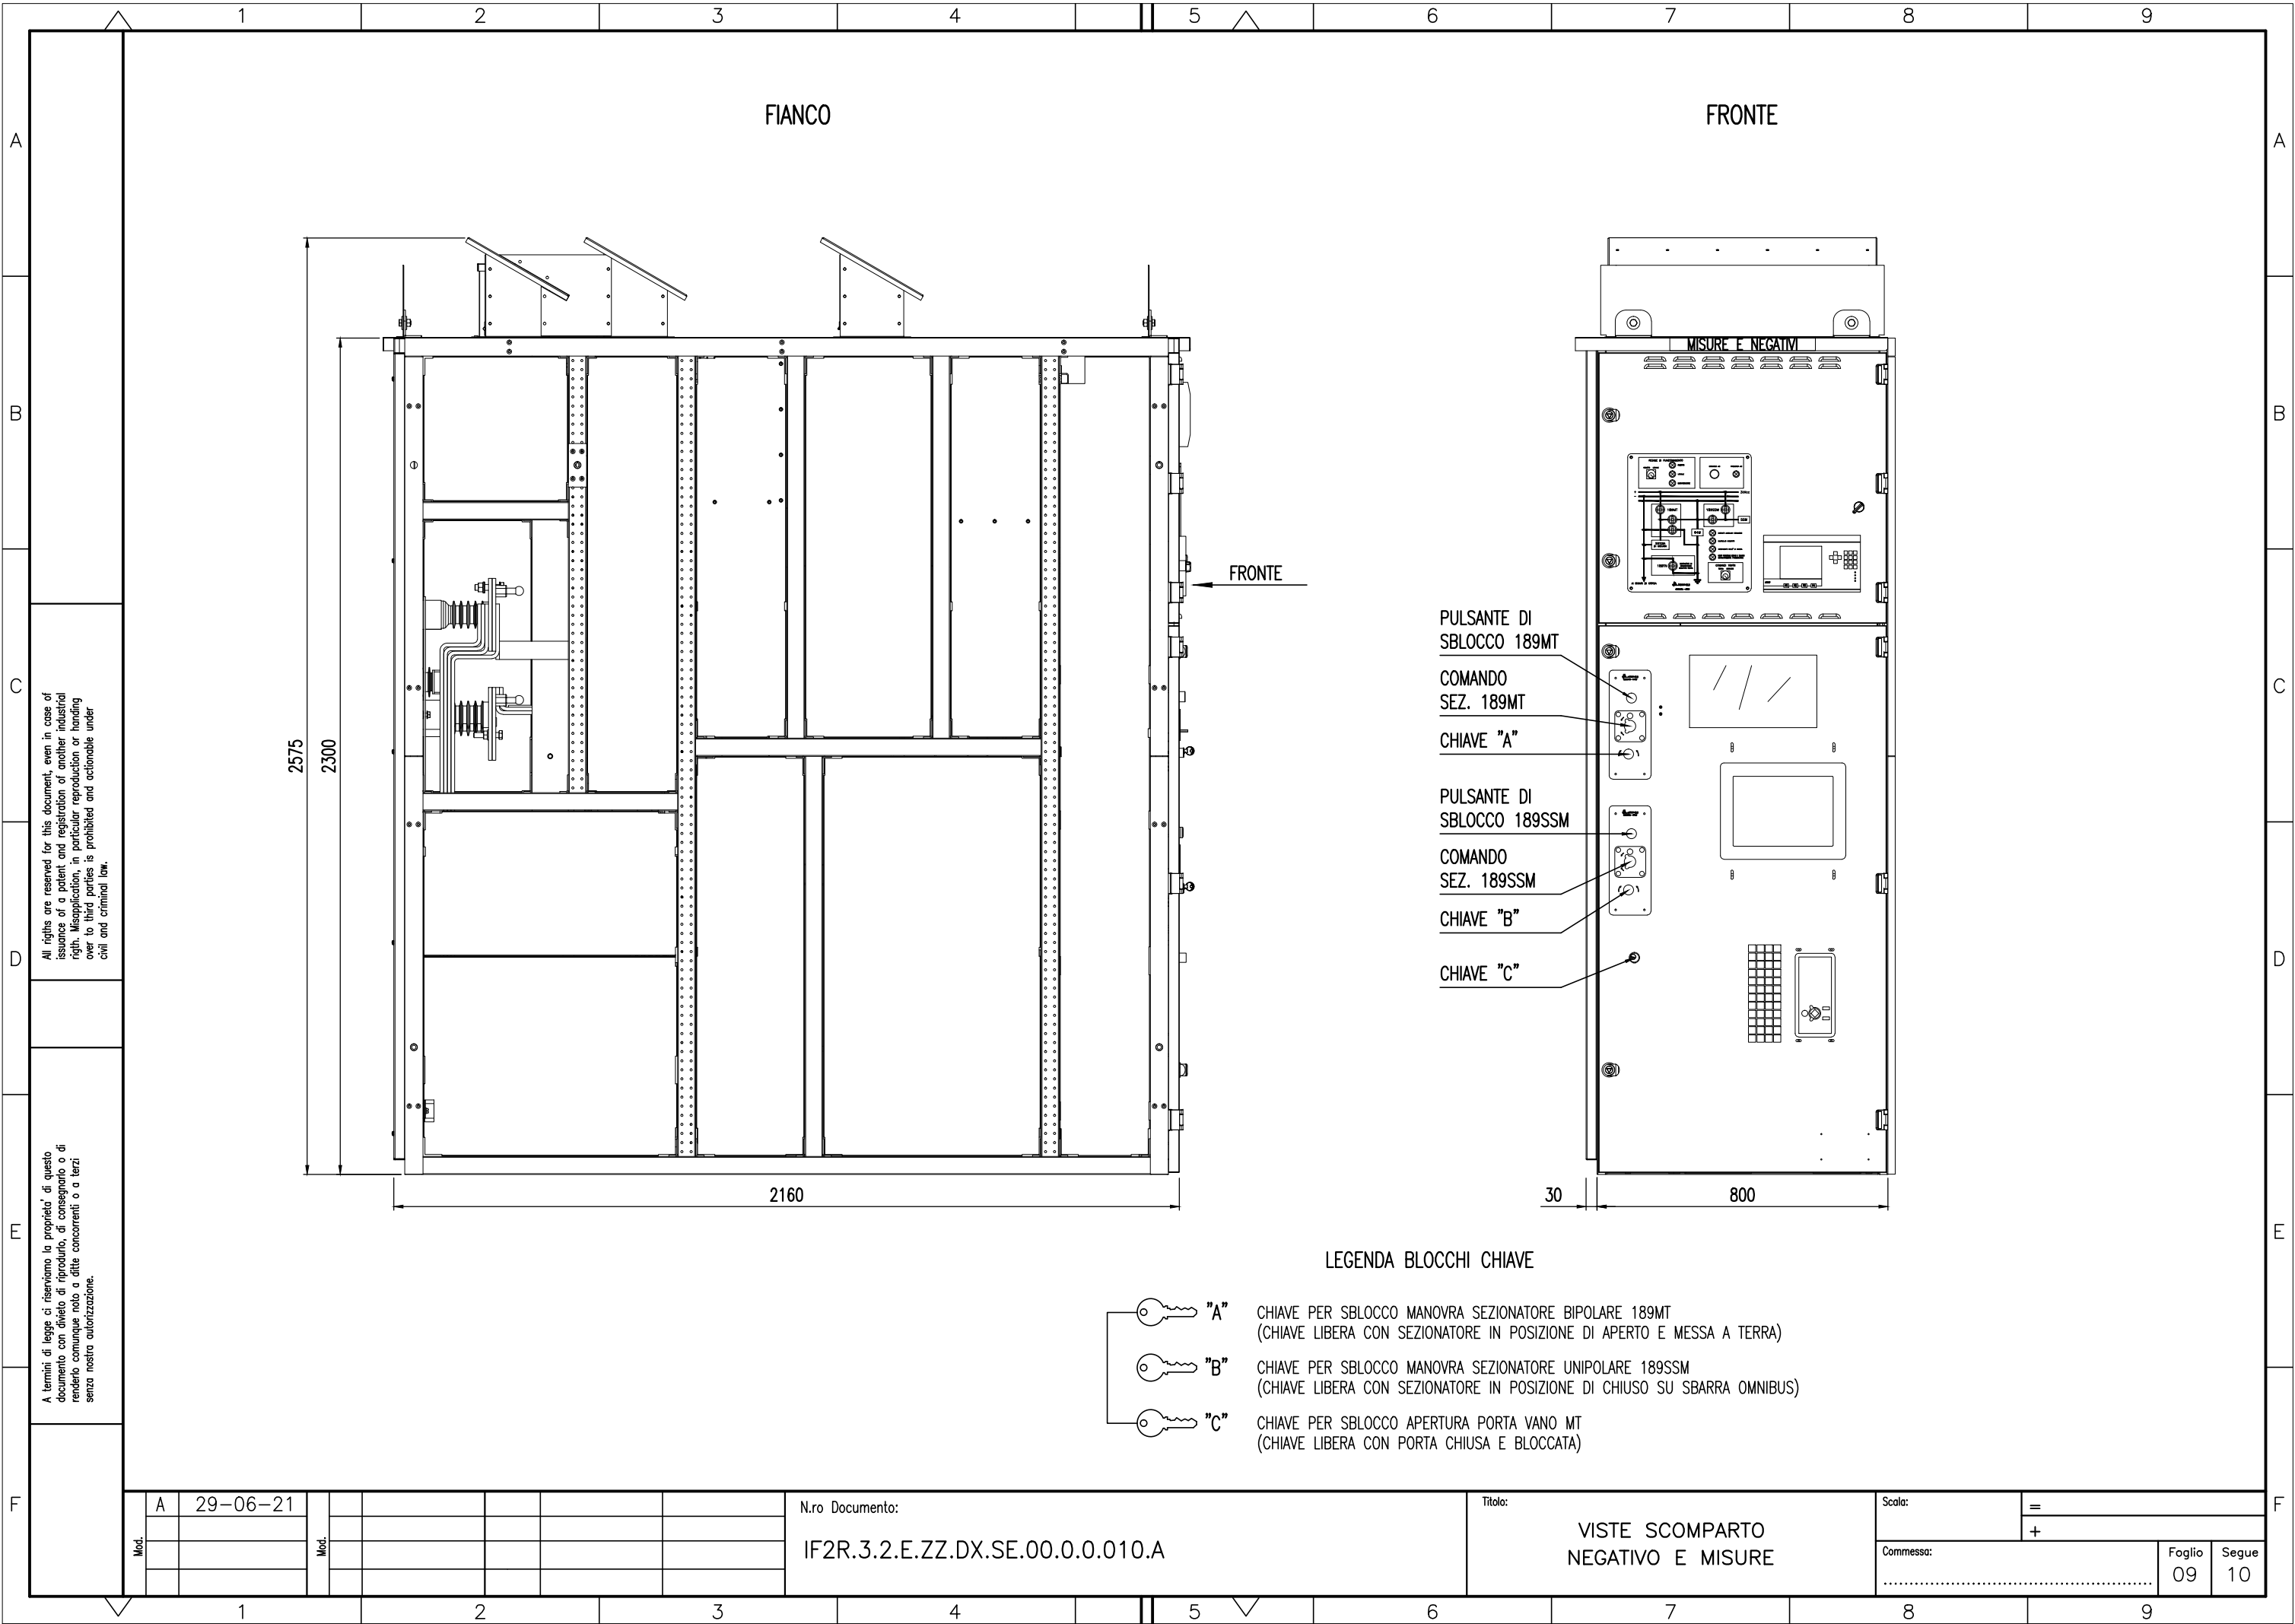 1 2 3 4 5 6 7 8 9
A A
B B
C C
D D
E E
F F
FIANCO
FRONTE
2575
2300
2160
FRONTE
30
800
MISURE E NEGATIVI
PULSANTE DI
SBLOCCO 189MT
COMANDO
SEZ. 189MT
CHIAVE "A"
PULSANTE DI
SBLOCCO 189SSM
COMANDO
SEZ. 189SSM
CHIAVE "B"
CHIAVE "C"
LEGENDA BLOCCHI CHIAVE
"A" CHIAVE PER SBLOCCO MANOVRA SEZIONATORE BIPOLARE 189MT
(CHIAVE LIBERA CON SEZIONATORE IN POSIZIONE DI APERTO E MESSA A TERRA)
"B" CHIAVE PER SBLOCCO MANOVRA SEZIONATORE UNIPOLARE 189SSM
(CHIAVE LIBERA CON SEZIONATORE IN POSIZIONE DI CHIUSO SU SBARRA OMNIBUS)
"C" CHIAVE PER SBLOCCO APERTURA PORTA VANO MT
(CHIAVE LIBERA CON PORTA CHIUSA E BLOCCATA)
All rigths are reserved for this document, even in case of
issuance of a patent and registration of another industrial
rigth. Misapplication, in particular reproduction or handing
over to third parties is prohibited and actionable under
civil and criminal law.
A termini di legge ci riserviamo la proprieta' di questo
documento con divieto di riprodurlo, di consegnarlo o di
renderlo comunque noto a ditte concorrenti o a terzi
senza nostra autorizzazione.
A 29-06-21
Mod.
Mod.
N.ro Documento:
IF2R.3.2.E.ZZ.DX.SE.00.0.0.010.A
Titolo:
VISTE SCOMPARTO
NEGATIVO E MISURE
Scala:
=
+
Commessa:
Foglio
09
Segue
10
1 2 3 4 5 6 7 8 9